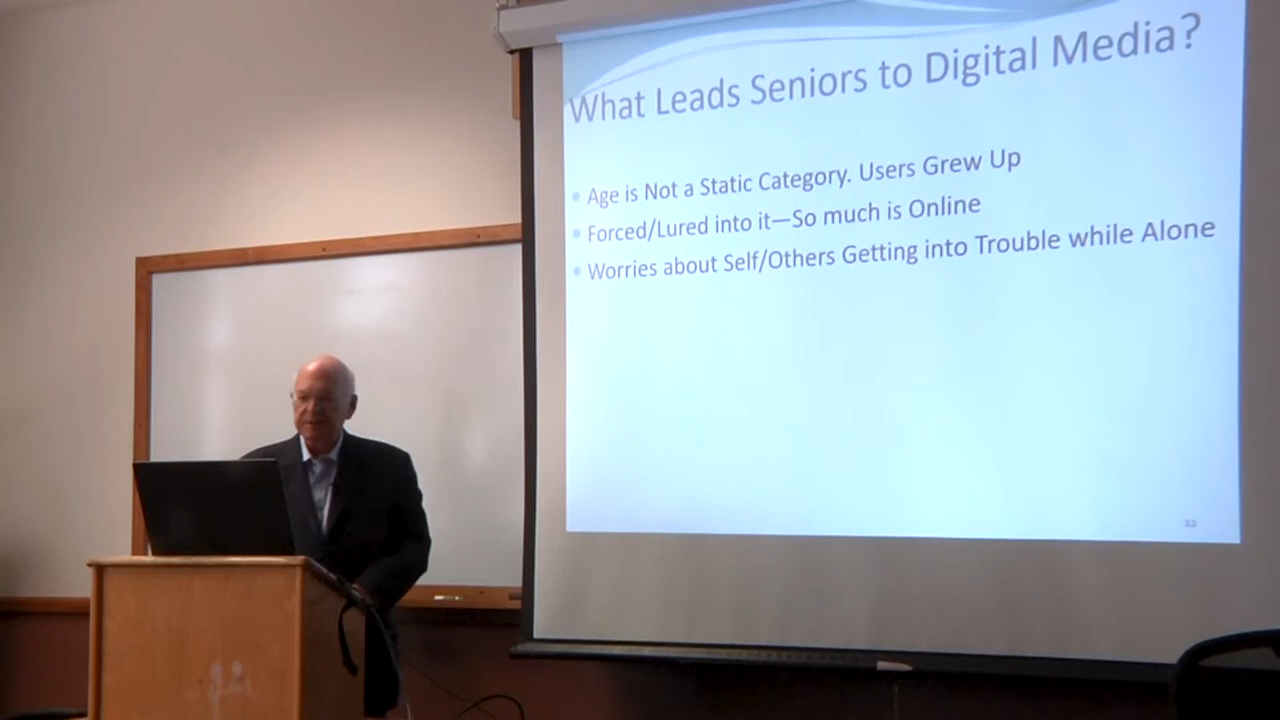 What Leads Seniors to Digital Media?
• Age is Not a Static Category. Users Grew Up
• Forced/Lured into it—So much is Online
• Worries about Self/Others Getting into Trouble while Alone
32